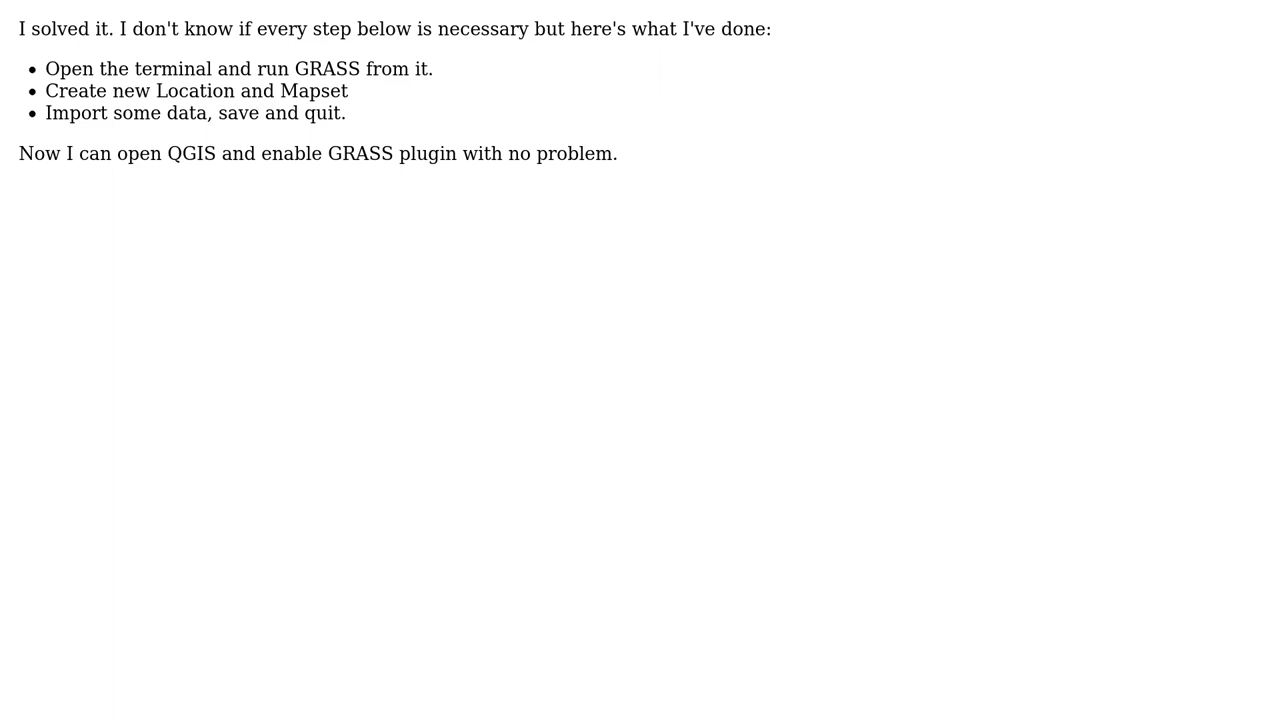 I solved it. I don't know if every step below is necessary but here's what I've done:
• Open the terminal and run GRASS from it.
• Create new Location and Mapset
• Import some data, save and quit.
Now I can open QGIS and enable GRASS plugin with no problem.